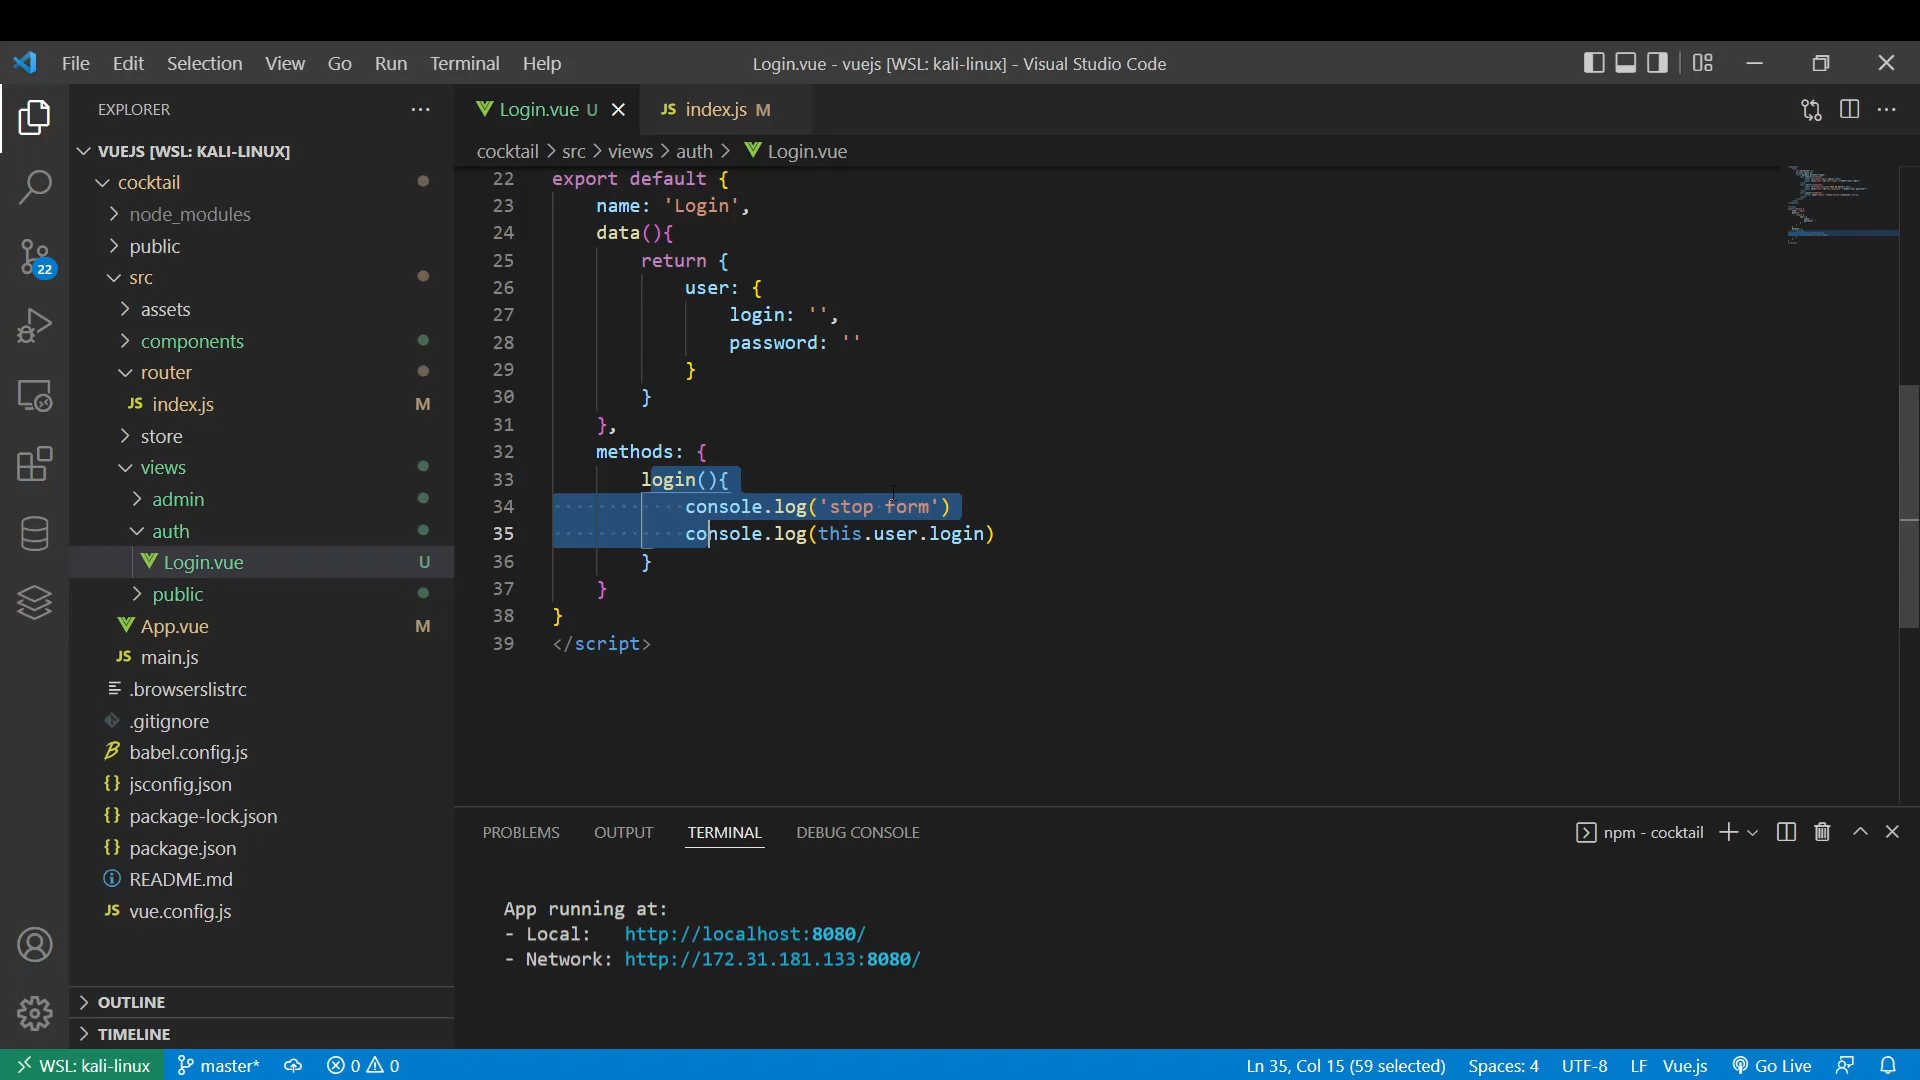 File Edit Selection View Go Run Terminal Help
Login.vue - vuejs [WSL: kali-linux] - Visual Studio Code
EXPLORER
VUEJS [WSL: KALI-LINUX]
cocktail
node_modules
public
src
assets
components
router
JS index.js M
store
views
admin
auth
Login.vue U
public
App.vue M
JS main.js
.browserslistrc
.gitignore
babel.config.js
{} jsconfig.json
{} package-lock.json
{} package.json
README.md
JS vue.config.js
OUTLINE
TIMELINE
22
Login.vue U
JS index.js M
cocktail > src > views > auth > Login.vue
22 export default {
23 name: 'Login',
24 data(){
25 return {
26 user: {
27 login: '',
28 password: ''
29 }
30 }
31 },
32 methods: {
33 login(){
34 console.log('stop form')
35 console.log(this.user.login)
36 }
37 }
38 }
39 </script>
PROBLEMS OUTPUT TERMINAL DEBUG CONSOLE
npm - cocktail
App running at:
- Local: http://localhost:8080/
- Network: http://172.31.181.133:8080/
WSL: kali-linux master* 0 0
Ln 35, Col 15 (59 selected) Spaces: 4 UTF-8 LF Vue.js Go Live